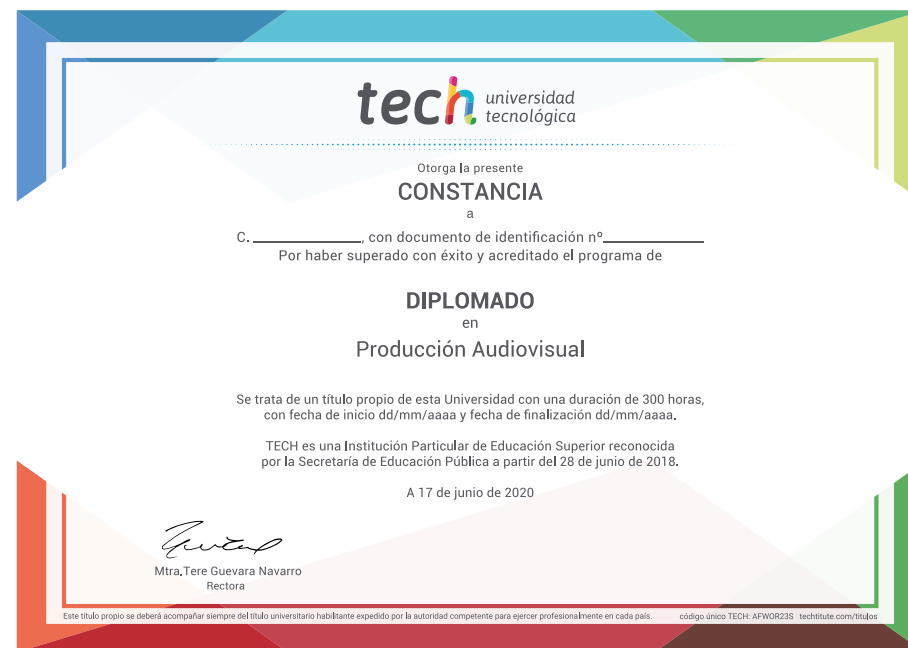 tech universidad
tecnológica
Otorga la presente
CONSTANCIA
a
C. ____________, con documento de identificación nº____________
Por haber superado con éxito y acreditado el programa de
DIPLOMADO
en
Producción Audiovisual
Se trata de un título propio de esta Universidad con una duración de 300 horas,
con fecha de inicio dd/mm/aaaa y fecha de finalización dd/mm/aaaa.
TECH es una Institución Particular de Educación Superior reconocida
por la Secretaría de Educación Pública a partir del 28 de junio de 2018.
A 17 de junio de 2020
Mtra.Tere Guevara Navarro
Rectora
Este título propio se deberá acompañar siempre del título universitario habilitante expedido por la autoridad competente para ejercer profesionalmente en cada país. código único TECH: AFWOR23S techtitute.com/titulos